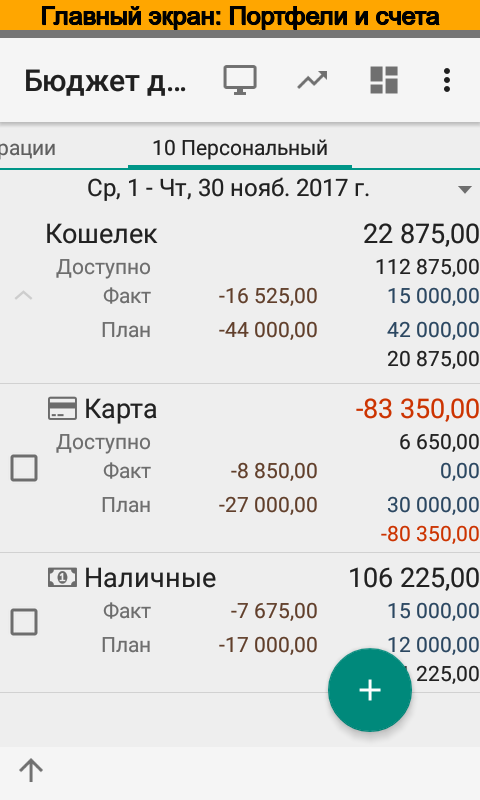 Главный экран: Портфели и счета
Бюджет д...
рации 10 Персональный
Ср, 1 - Чт, 30 нояб. 2017 г.
Кошелек 22 875,00
Доступно 112 875,00
Факт -16 525,00 15 000,00
План -44 000,00 42 000,00
20 875,00
Карта -83 350,00
Доступно 6 650,00
Факт -8 850,00 0,00
План -27 000,00 30 000,00
-80 350,00
Наличные 106 225,00
Факт -7 675,00 15 000,00
План -17 000,00 12 000,00
225,00